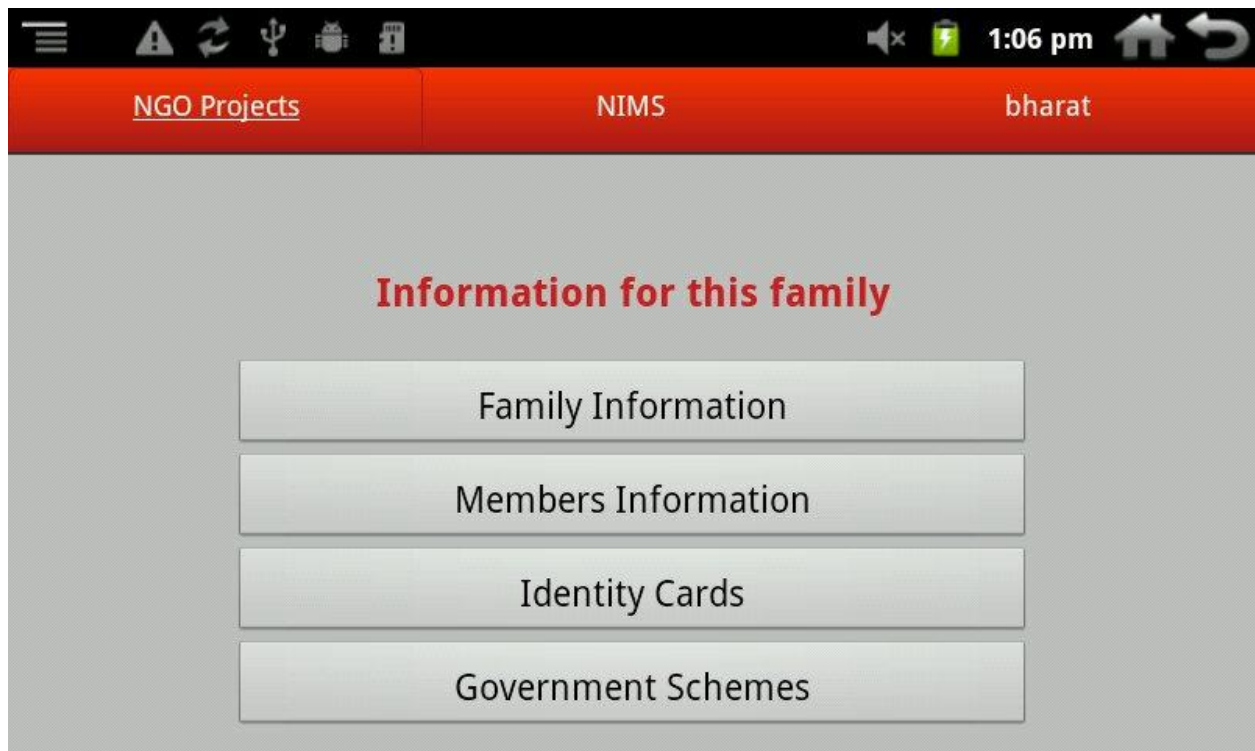 1:06 pm
NGO Projects NIMS bharat
Information for this family
Family Information
Members Information
Identity Cards
Government Schemes